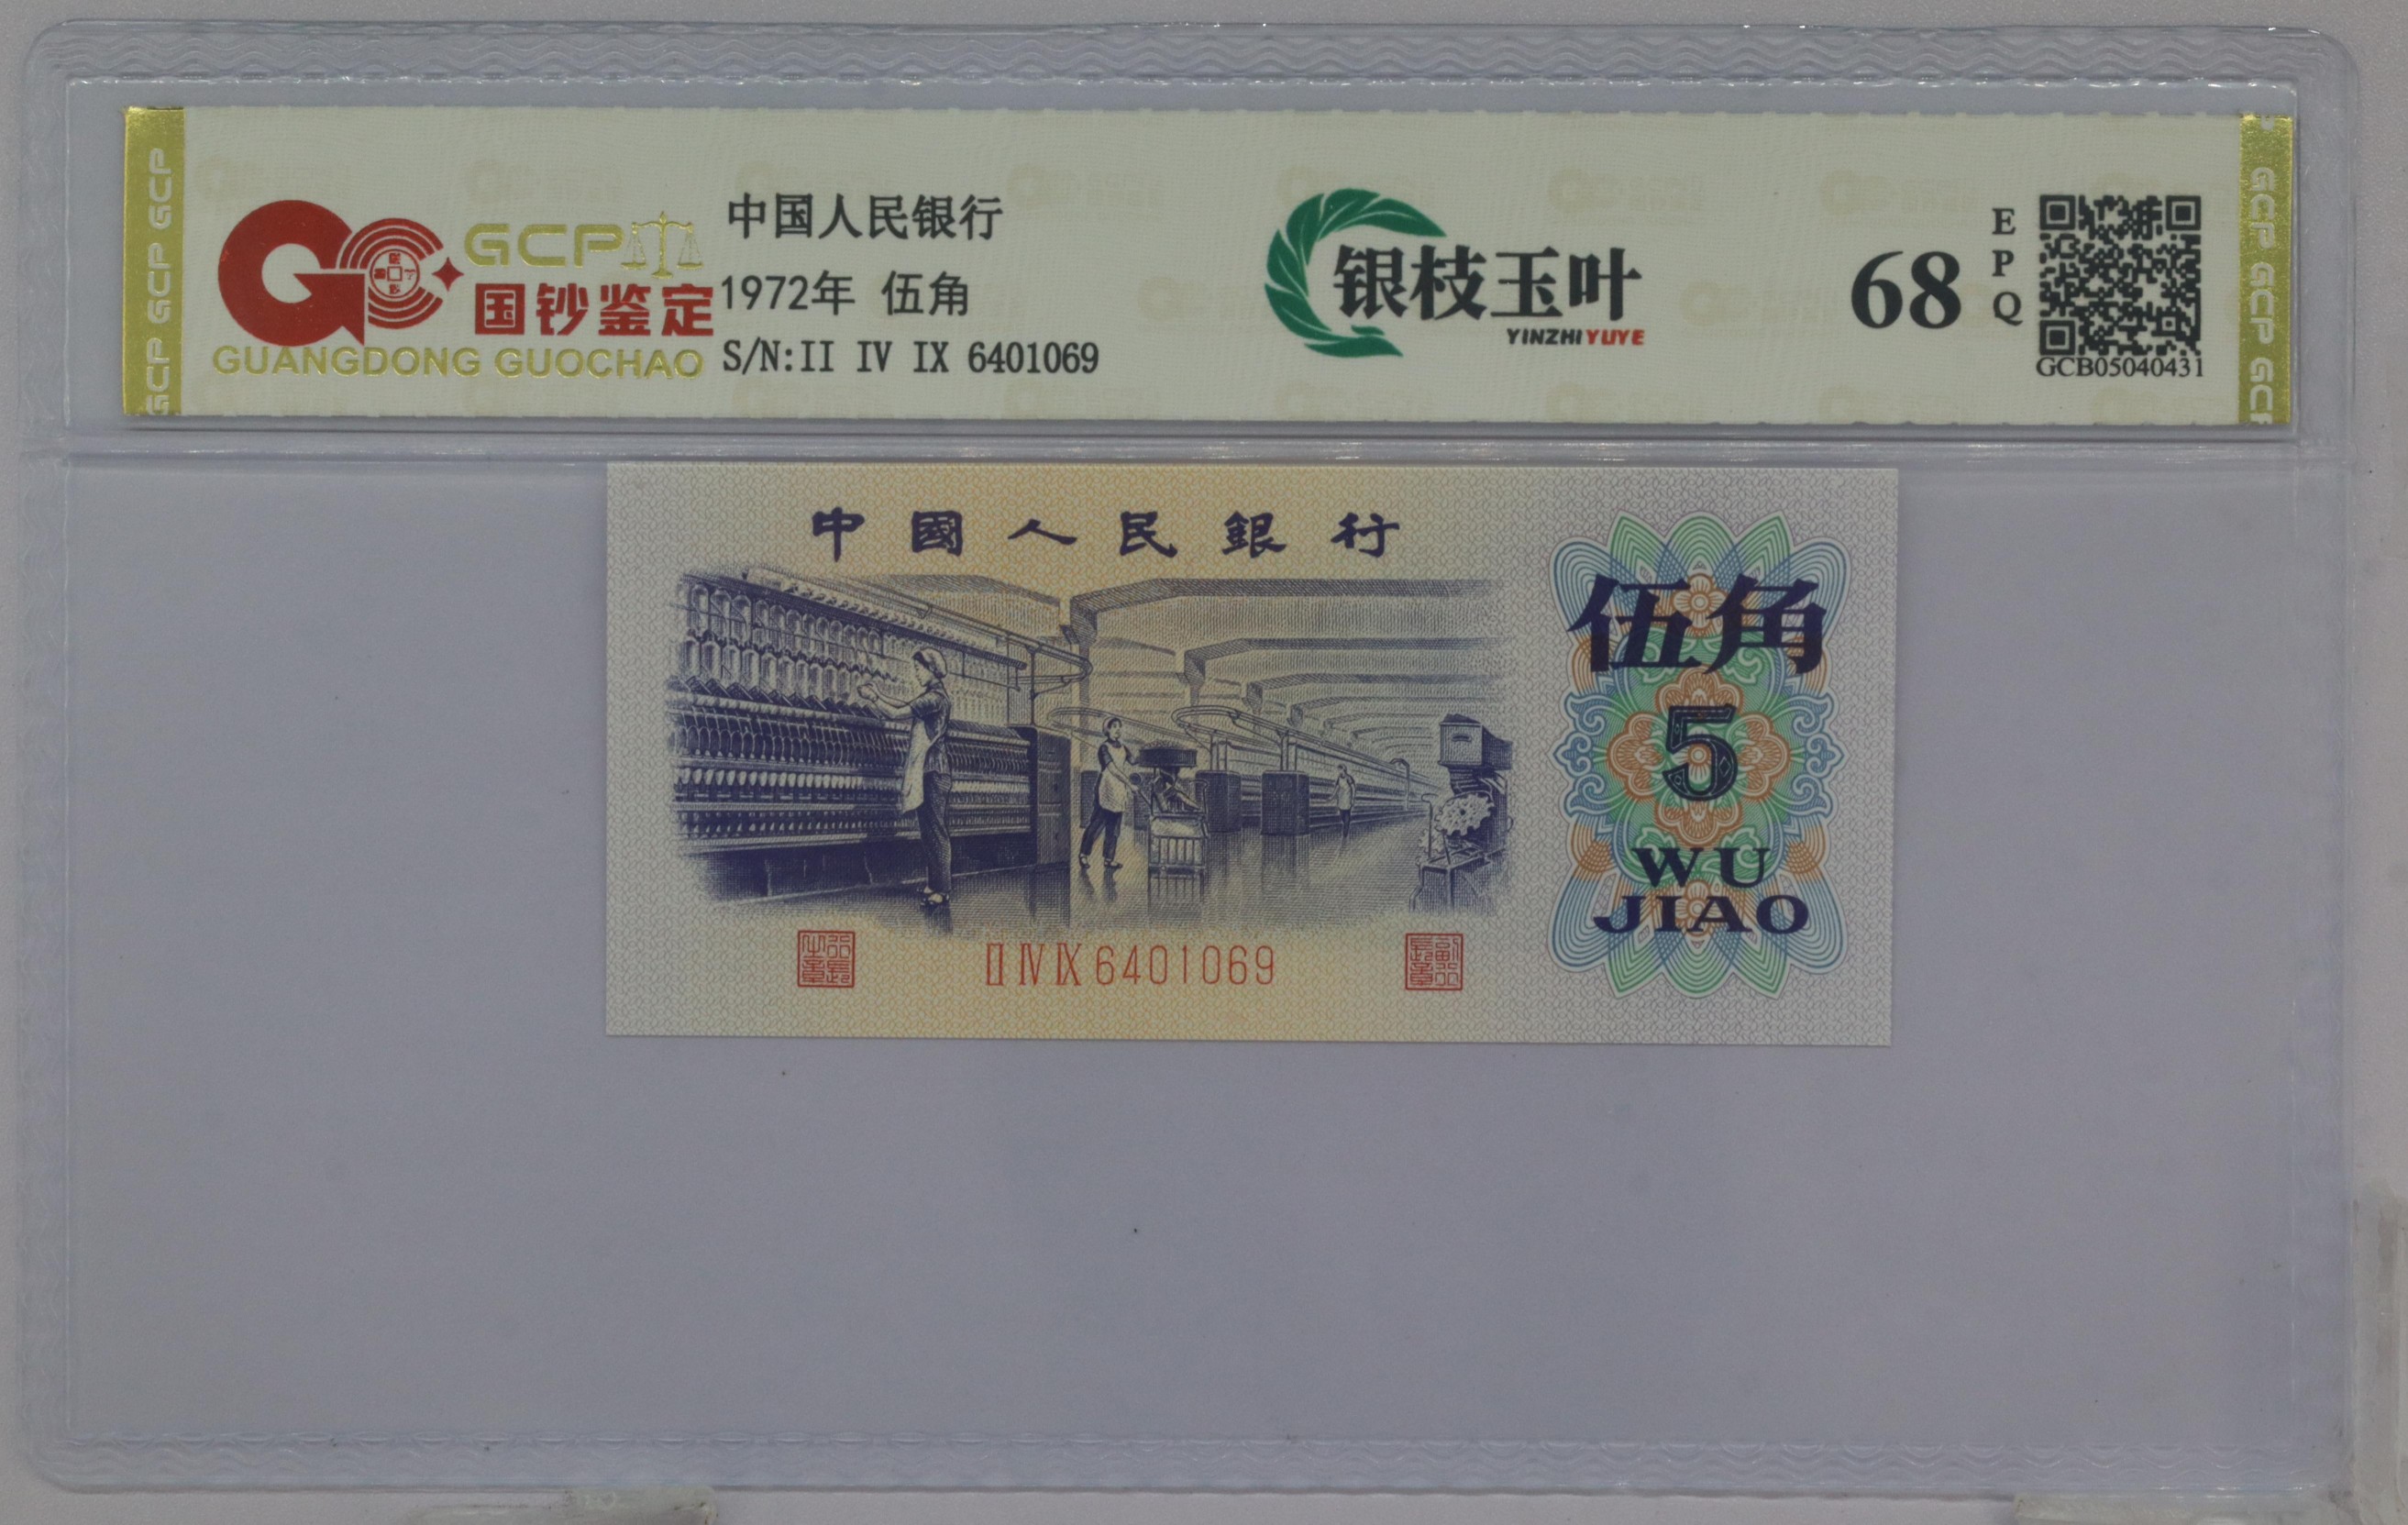 GCP GCP GCP
GCP
国钞鉴定
GUANGDONG GUOCHAO
中国人民银行
1972年 伍角
S/N:II IV IX 6401069
银枝玉叶
YINZHIYUYE
68
E
P
Q
GCB05040431
GCP GCP GCP
中國人民銀行
伍角
5
WU
JIAO
II IV IX 6401069